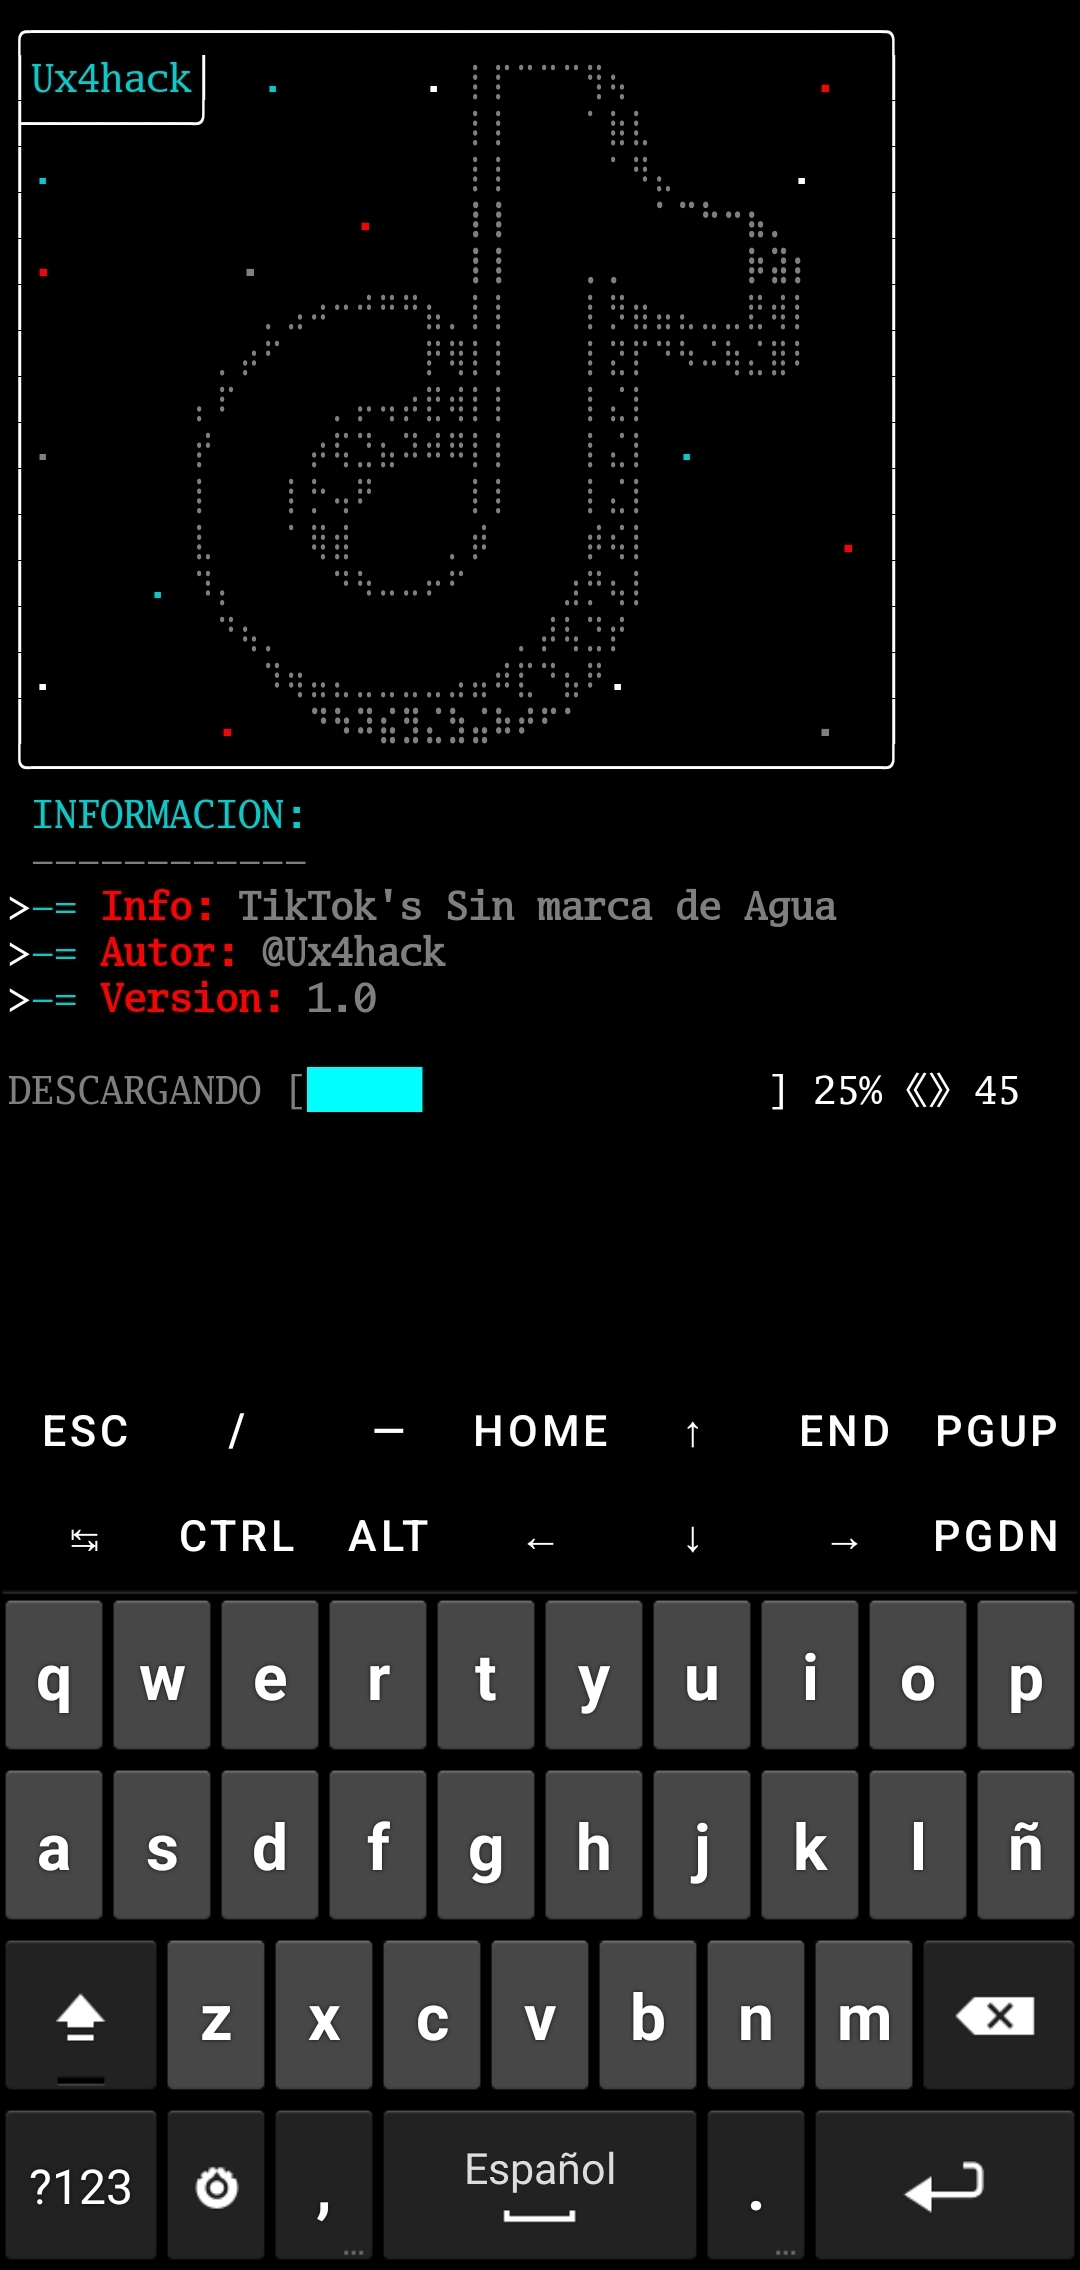 Ux4hack
INFORMACION:
------------
>-= Info: TikTok's Sin marca de Agua
>-= Autor: @Ux4hack
>-= Version: 1.0
DESCARGANDO [ ] 25% 《》 45
ESC / — HOME ↑ END PGUP
↹ CTRL ALT ← ↓ → PGDN
q w e r t y u i o p
a s d f g h j k l ñ
z x c v b n m
?123 , Español .